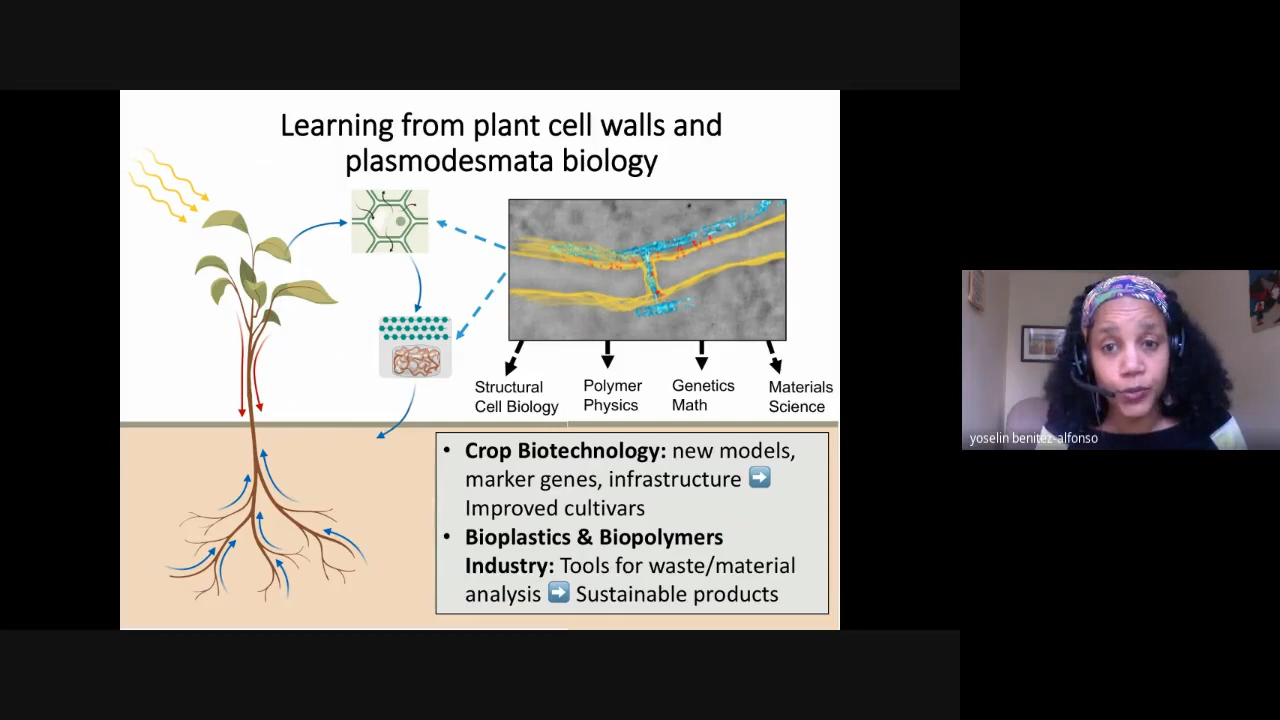 Learning from plant cell walls and
plasmodesmata biology
Structural
Cell Biology
Polymer
Physics
Genetics
Math
Materials
Science
• Crop Biotechnology: new models,
marker genes, infrastructure ➡
Improved cultivars
• Bioplastics & Biopolymers
Industry: Tools for waste/material
analysis ➡ Sustainable products
yoselin benitez-alfonso